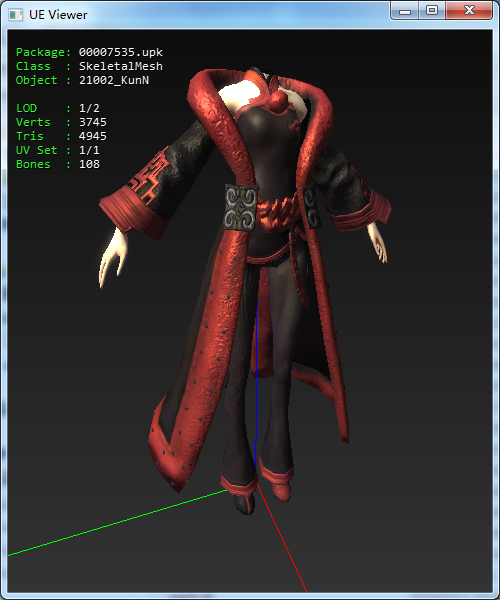 UE Viewer
Package: 00007535.upk
Class : SkeletalMesh
Object : 21002_KunN
LOD : 1/2
Verts : 3745
Tris : 4945
UV Set : 1/1
Bones : 108